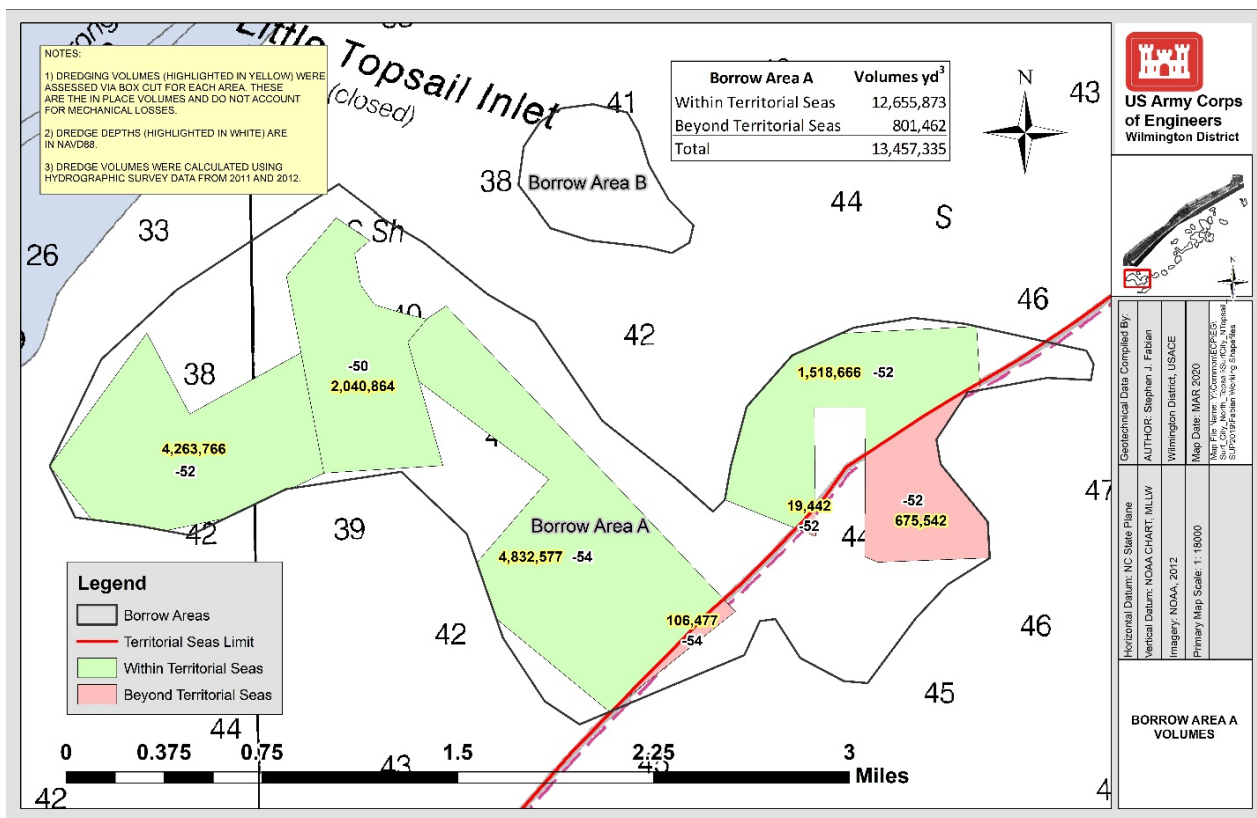 NOTES:
1) DREDGING VOLUMES (HIGHLIGHTED IN YELLOW) WERE
ASSESSED VIA BOX CUT FOR EACH AREA. THESE
ARE THE IN PLACE VOLUMES AND DO NOT ACCOUNT
FOR MECHANICAL LOSSES.
2) DREDGE DEPTHS (HIGHLIGHTED IN WHITE) ARE
IN NAVD88.
3) DREDGE VOLUMES WERE CALCULATED USING
HYDROGRAPHIC SURVEY DATA FROM 2011 AND 2012.
Little Topsail Inlet
(closed)
Borrow Area A Volumes yd³
Within Territorial Seas 12,655,873
Beyond Territorial Seas 801,462
Total 13,457,335
N
43
41
38
Borrow Area B
44
S
33
S Sh
26
46
40
42
38
-50
2,040,864
1,518,666 -52
4,263,766
-52
47
19,442
-52
-52
675,542
42
39
Borrow Area A
44
4,832,577 -54
106,477
-54
42
46
45
Legend
Borrow Areas
Territorial Seas Limit
Within Territorial Seas
Beyond Territorial Seas
44
0 0.375 0.75 1.5 2.25 3
Miles
43
42
US Army Corps
of Engineers
Wilmington District
N
Geotechnical Data Compiled By:
AUTHOR: Stephen J. Fabian
Wilmington District, USACE
Map Date: MAR 2020
Horizontal Datum: NC State Plane
Vertical Datum: NOAA CHART, MLLW
Imagery: NOAA, 2012
Primary Map Scale: 1: 18000
BORROW AREA A
VOLUMES